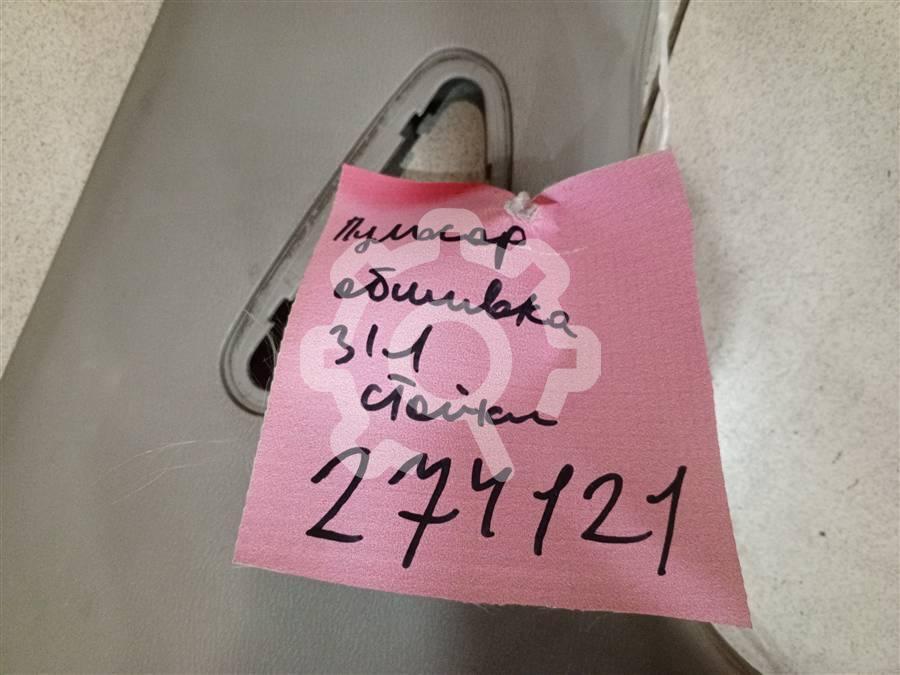 Пульсар
обшивка
З/Л
стойки
274121